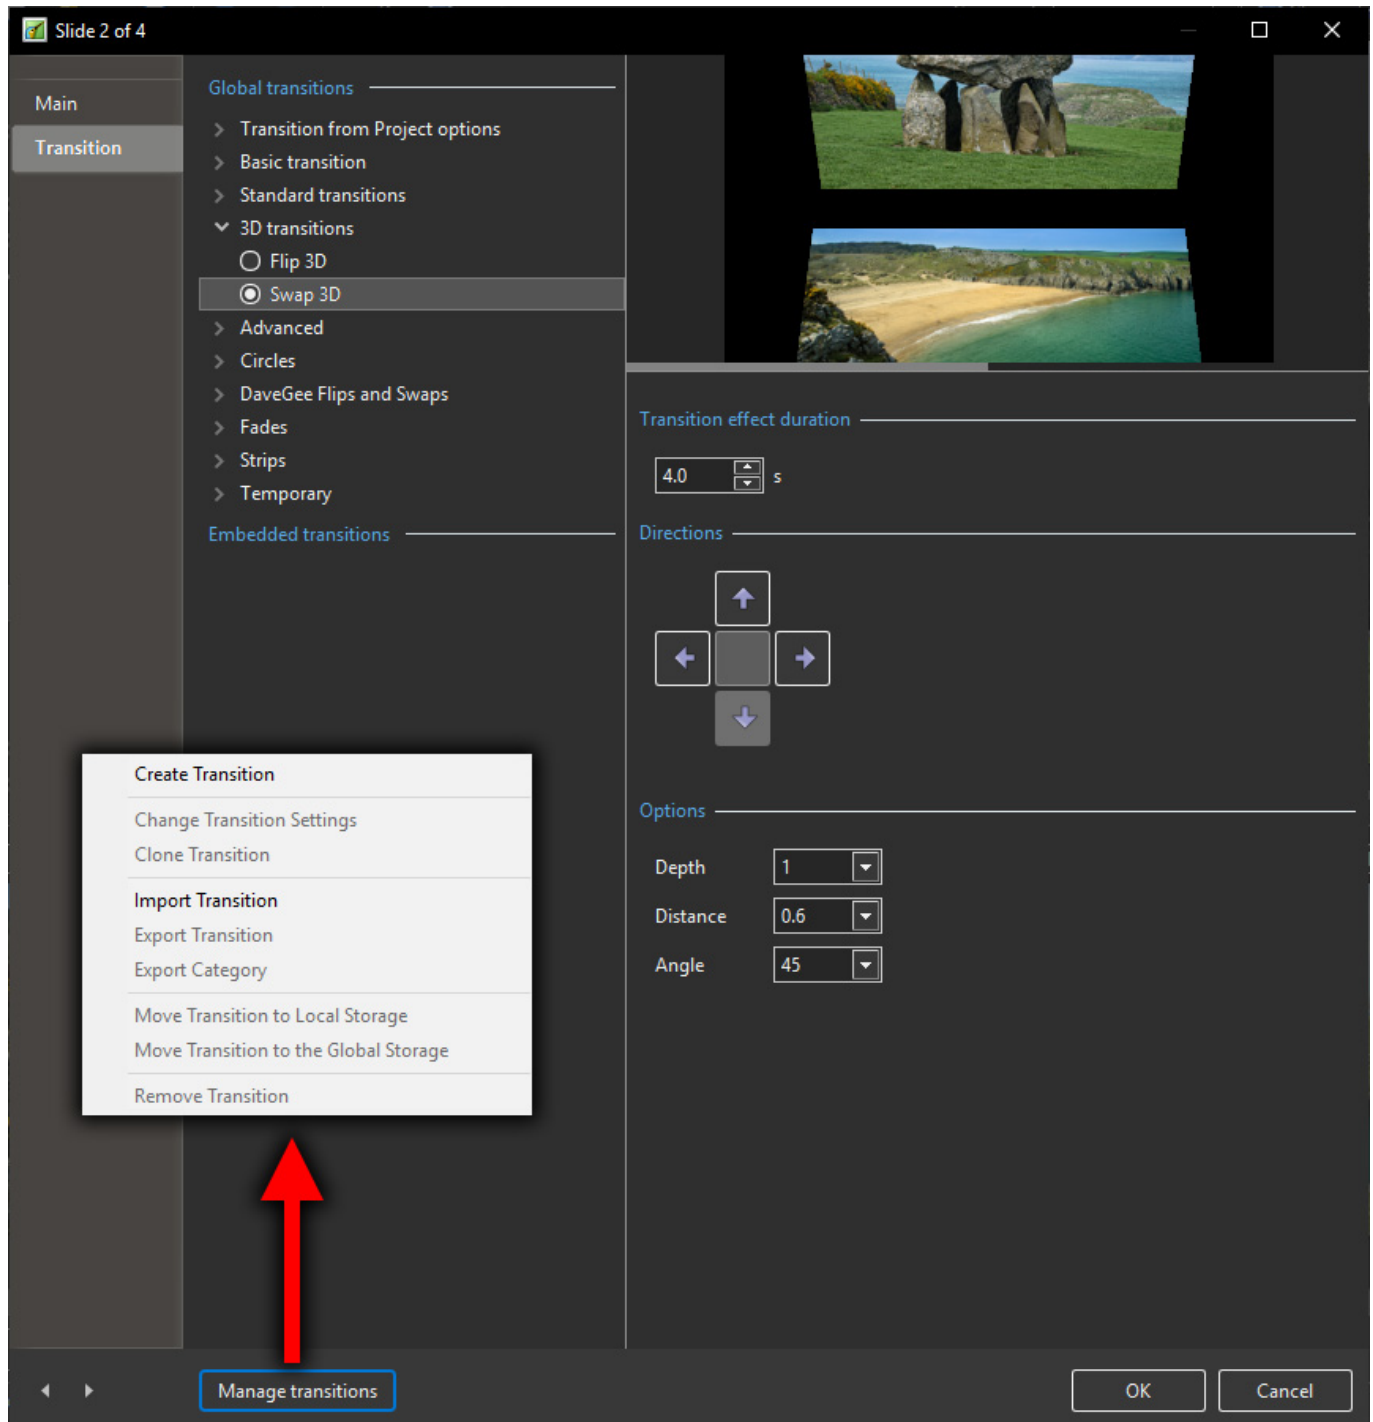 Slide 2 of 4
Main
Transition
Global transitions
Transition from Project options
Basic transition
Standard transitions
3D transitions
Flip 3D
Swap 3D
Advanced
Circles
DaveGee Flips and Swaps
Fades
Strips
Temporary
Embedded transitions
Transition effect duration
4.0 s
Directions
Options
Depth 1
Distance 0.6
Angle 45
Create Transition
Change Transition Settings
Clone Transition
Import Transition
Export Transition
Export Category
Move Transition to Local Storage
Move Transition to the Global Storage
Remove Transition
Manage transitions
OK
Cancel